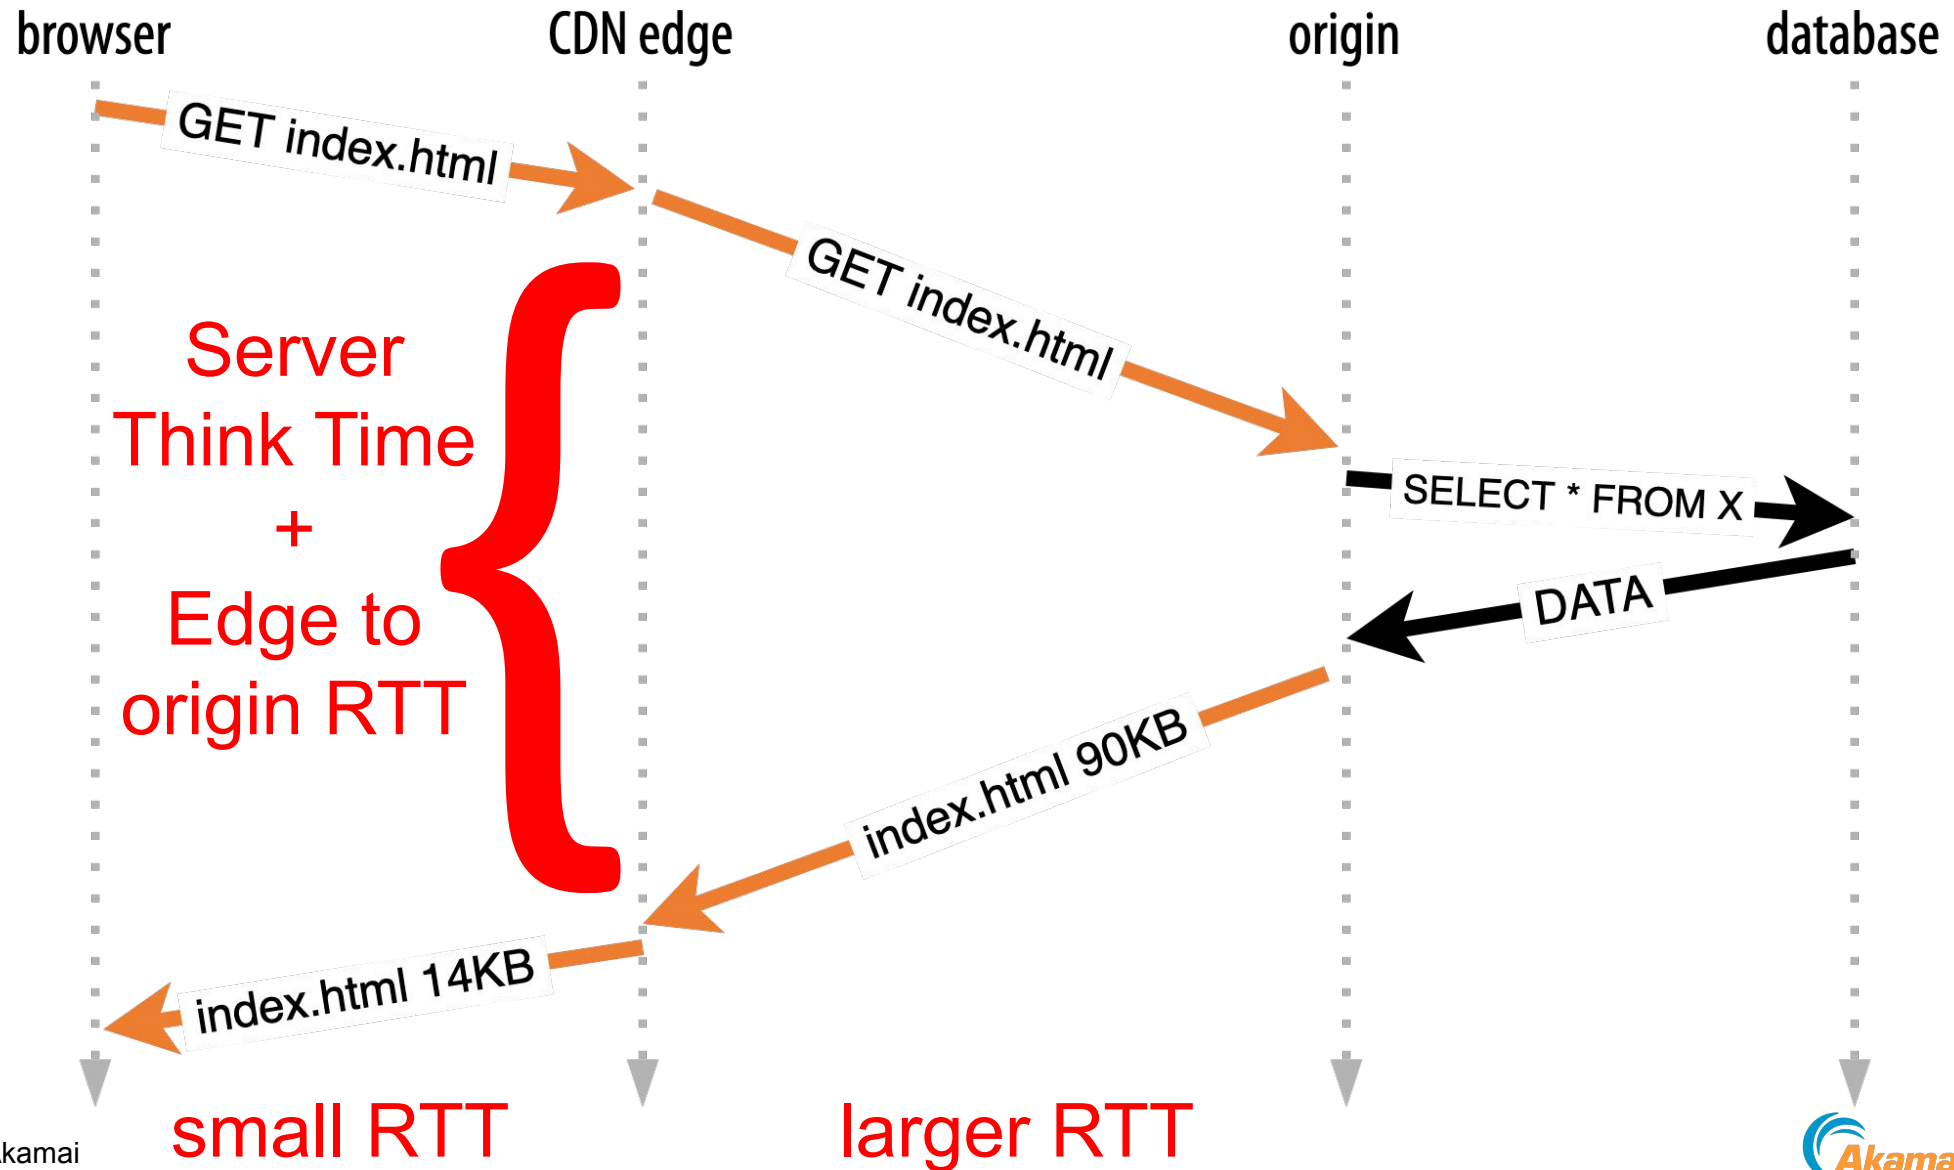 browser
CDN edge
origin
database
GET index.html
GET index.html
Server
Think Time
+
Edge to
origin RTT
SELECT * FROM X
DATA
index.html 90KB
index.html 14KB
small RTT
larger RTT